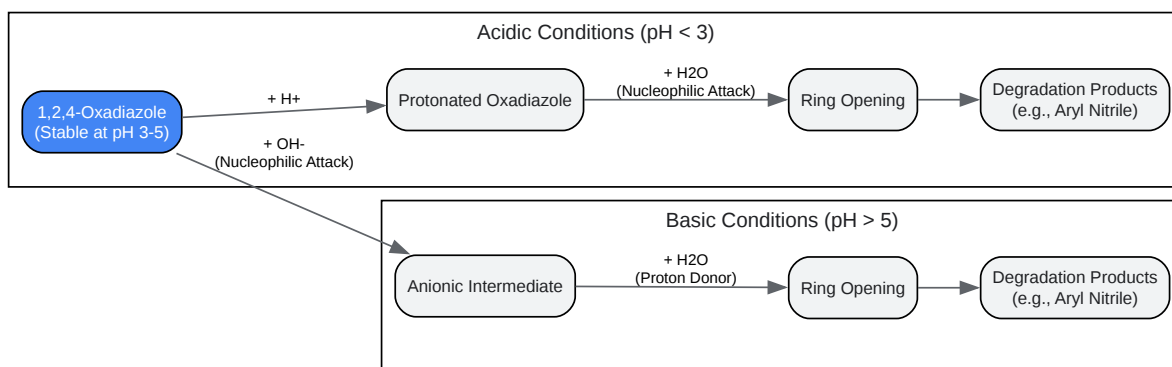 Acidic Conditions (pH < 3)
1,2,4-Oxadiazole
(Stable at pH 3-5)
+ H+
Protonated Oxadiazole
+ H2O
(Nucleophilic Attack)
Ring Opening
Degradation Products
(e.g., Aryl Nitrile)
+ OH-
(Nucleophilic Attack)
Basic Conditions (pH > 5)
Anionic Intermediate
+ H2O
(Proton Donor)
Ring Opening
Degradation Products
(e.g., Aryl Nitrile)